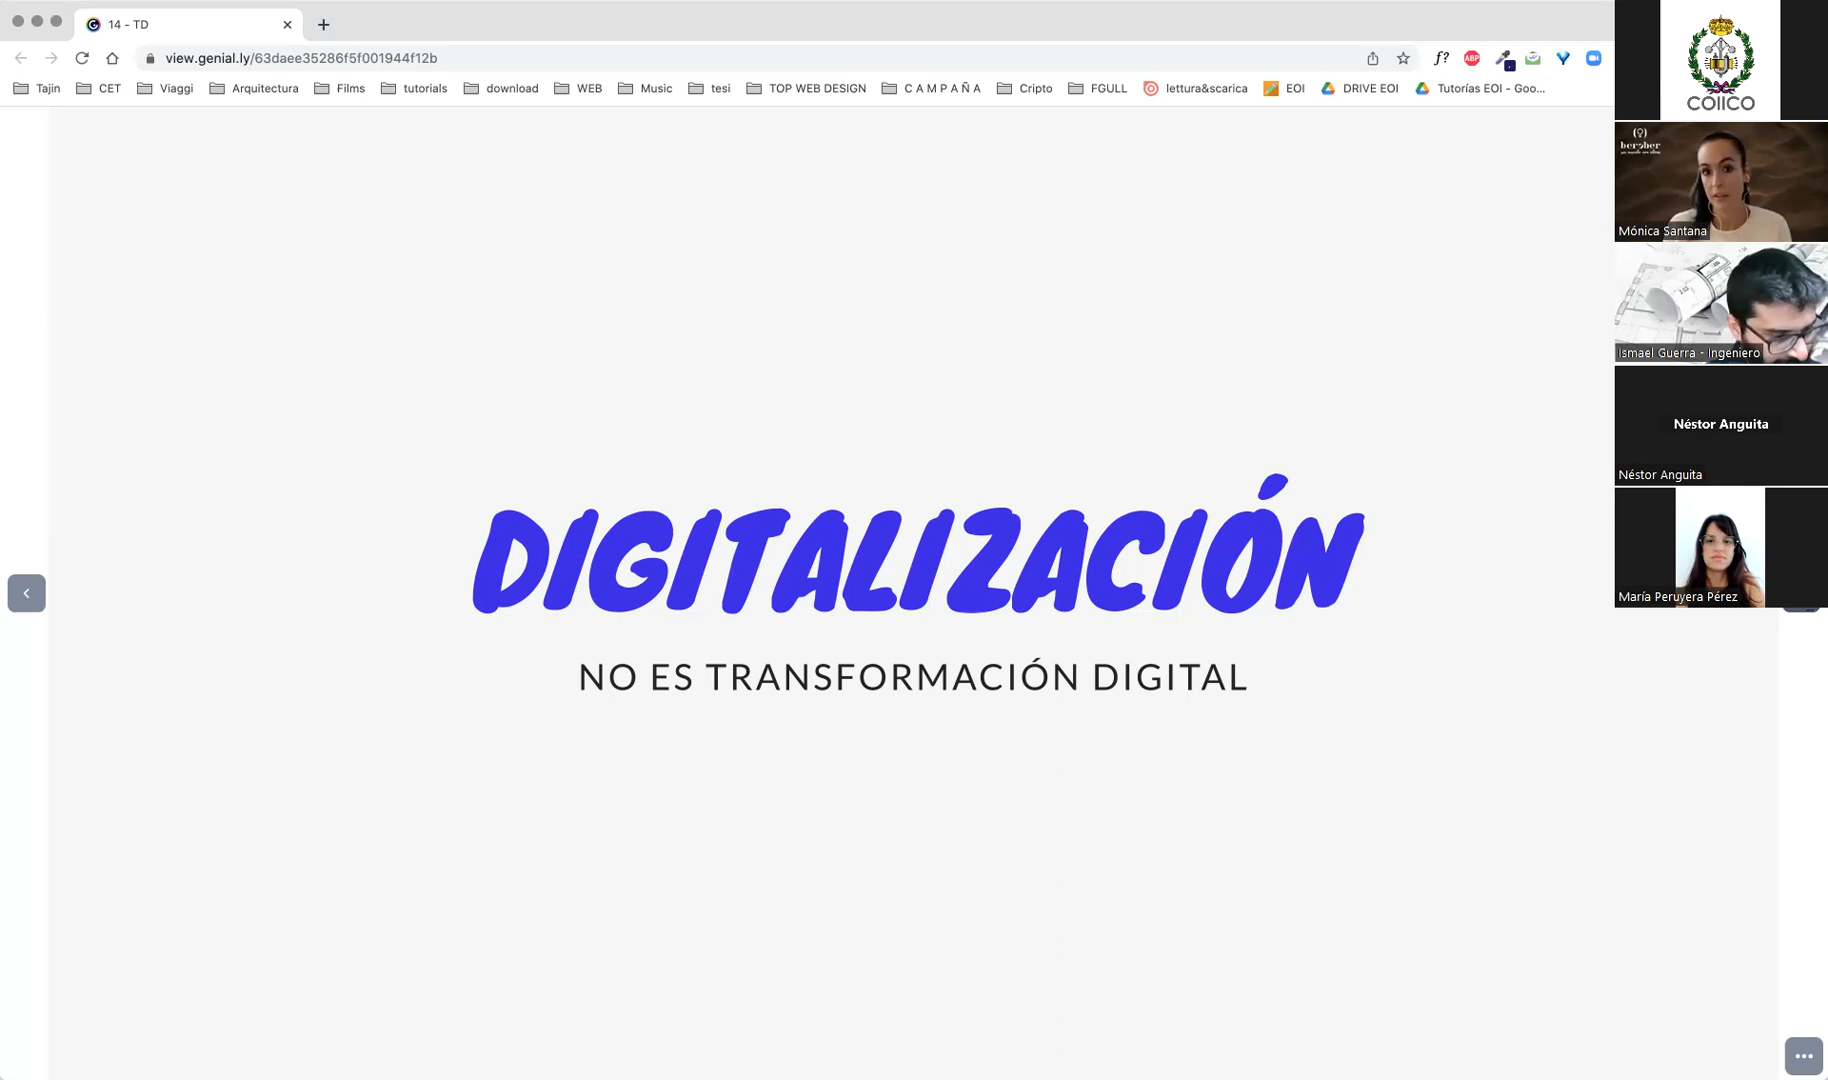 14 - TD
view.genial.ly/63daee35286f5f001944f12b
f?
ABP
Tajin
CET
Viaggi
Arquitectura
Films
tutorials
download
WEB
Music
tesi
TOP WEB DESIGN
C A M P A Ñ A
Cripto
FGULL
lettura&scarica
EOI
DRIVE EOI
Tutorías EOI - Goo...
DIGITALIZACIÓN
NO ES TRANSFORMACIÓN DIGITAL
COIICO
Mónica Santana
Ismael Guerra - Ingeniero
Néstor Anguita
Néstor Anguita
María Peruyera Pérez